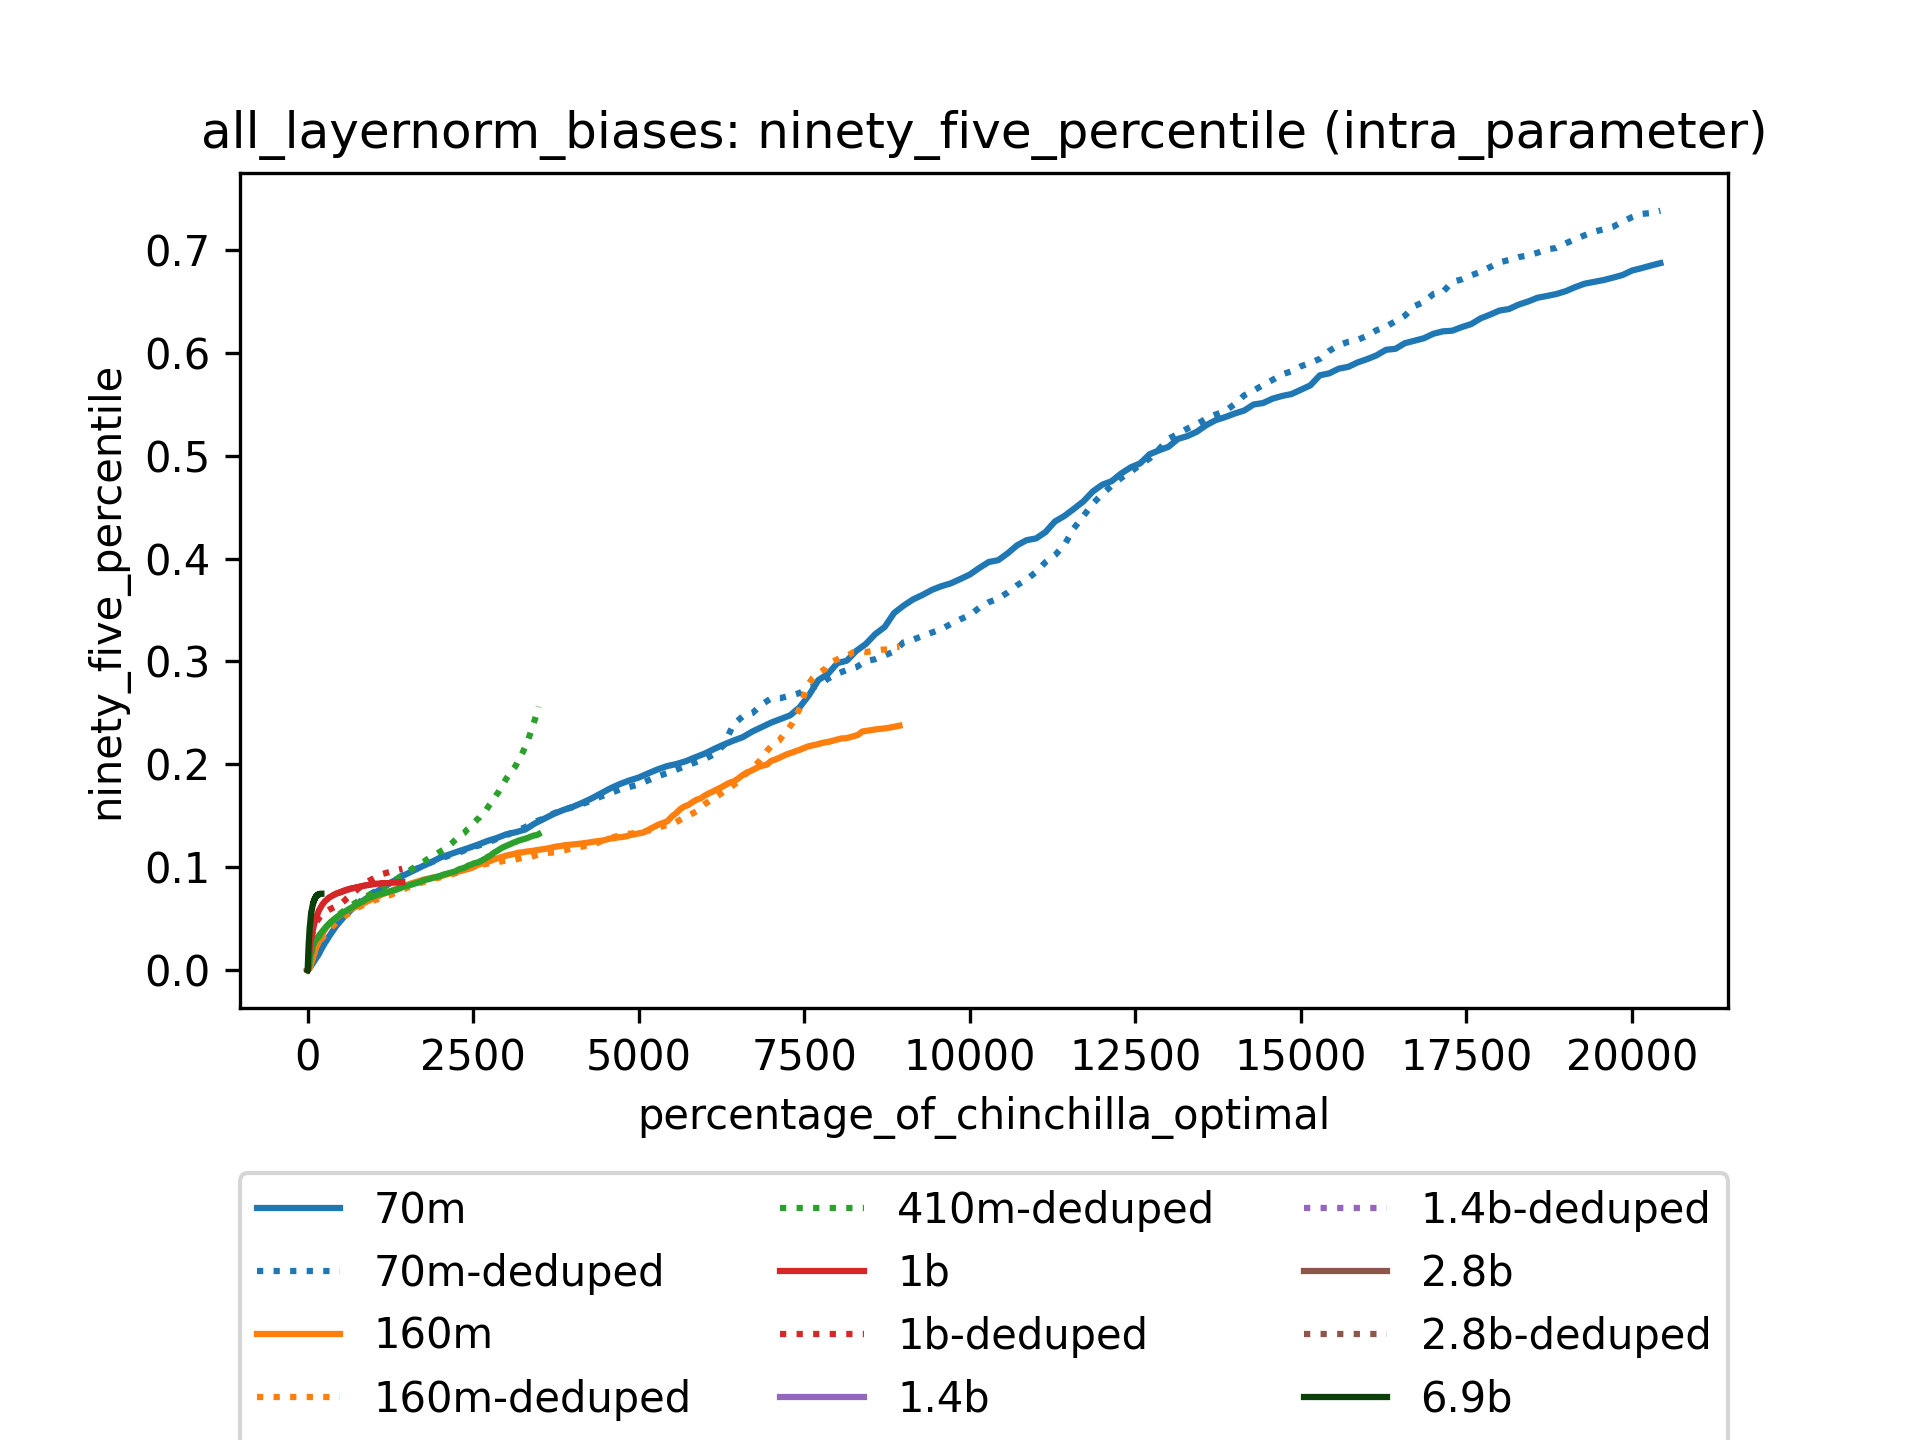 all_layernorm_biases: ninety_five_percentile (intra_parameter)
ninety_five_percentile
0.7
0.6
0.5
0.4
0.3
0.2
0.1
0.0
0 2500 5000 7500 10000 12500 15000 17500 20000
percentage_of_chinchilla_optimal
70m 410m-deduped 1.4b-deduped
70m-deduped 1b 2.8b
160m 1b-deduped 2.8b-deduped
160m-deduped 1.4b 6.9b